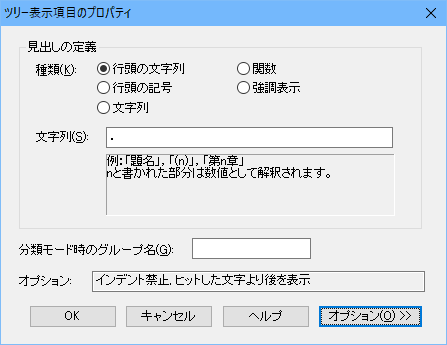 ツリー表示項目のプロパティ
見出しの定義
種類(K): 行頭の文字列 関数
行頭の記号 強調表示
文字列
文字列(S): .
例:「題名」,「(n)」,「第n章」
nと書かれた部分は数値として解釈されます。
分類モード時のグループ名(G):
オプション: インデント禁止, ヒットした文字より後を表示
OK キャンセル ヘルプ オプション(O) >>